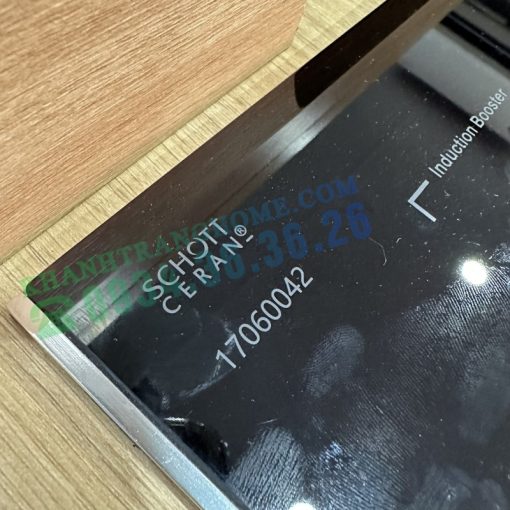 SCHOTT
CERAN®
17060042
Induction Booster
KHANHTRANGHOME.COM